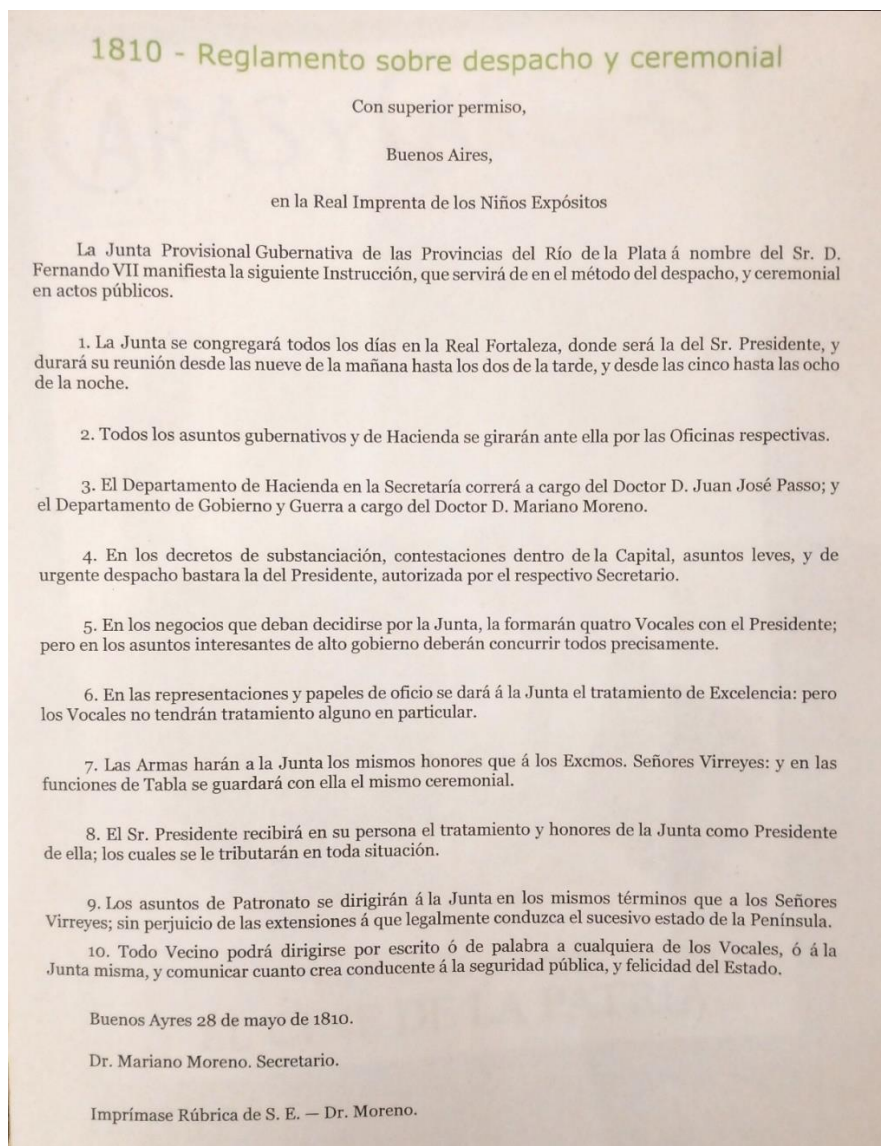 1810 - Reglamento sobre despacho y ceremonial
Con superior permiso,
Buenos Aires,
en la Real Imprenta de los Niños Expósitos
La Junta Provisional Gubernativa de las Provincias del Río de la Plata á nombre del Sr. D.
Fernando VII manifiesta la siguiente Instrucción, que servirá de en el método del despacho, y ceremonial
en actos públicos.
1. La Junta se congregará todos los días en la Real Fortaleza, donde será la del Sr. Presidente, y
durará su reunión desde las nueve de la mañana hasta los dos de la tarde, y desde las cinco hasta las ocho
de la noche.
2. Todos los asuntos gubernativos y de Hacienda se girarán ante ella por las Oficinas respectivas.
3. El Departamento de Hacienda en la Secretaría correrá a cargo del Doctor D. Juan José Passo; y
el Departamento de Gobierno y Guerra a cargo del Doctor D. Mariano Moreno.
4. En los decretos de substanciación, contestaciones dentro de la Capital, asuntos leves, y de
urgente despacho bastara la del Presidente, autorizada por el respectivo Secretario.
5. En los negocios que deban decidirse por la Junta, la formarán quatro Vocales con el Presidente;
pero en los asuntos interesantes de alto gobierno deberán concurrir todos precisamente.
6. En las representaciones y papeles de oficio se dará á la Junta el tratamiento de Excelencia: pero
los Vocales no tendrán tratamiento alguno en particular.
7. Las Armas harán a la Junta los mismos honores que á los Excmos. Señores Virreyes: y en las
funciones de Tabla se guardará con ella el mismo ceremonial.
8. El Sr. Presidente recibirá en su persona el tratamiento y honores de la Junta como Presidente
de ella; los cuales se le tributarán en toda situación.
9. Los asuntos de Patronato se dirigirán á la Junta en los mismos términos que a los Señores
Virreyes; sin perjuicio de las extensiones á que legalmente conduzca el sucesivo estado de la Península.
10. Todo Vecino podrá dirigirse por escrito ó de palabra a cualquiera de los Vocales, ó á la
Junta misma, y comunicar cuanto crea conducente á la seguridad pública, y felicidad del Estado.
Buenos Ayres 28 de mayo de 1810.
Dr. Mariano Moreno. Secretario.
Imprímase Rúbrica de S. E. — Dr. Moreno.